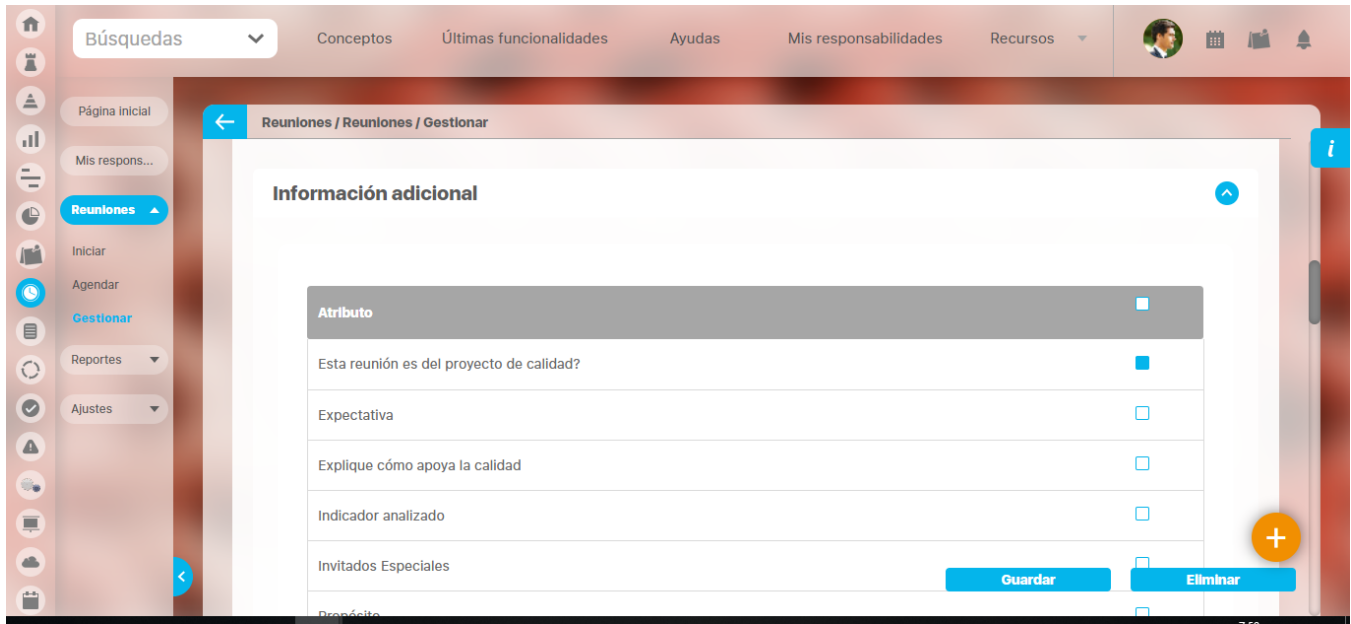 Búsquedas
Conceptos
Últimas funcionalidades
Ayudas
Mis responsabilidades
Recursos
Página inicial
Mis respons...
Reuniones
Iniciar
Agendar
Gestionar
Reportes
Ajustes
Reuniones / Reuniones / Gestionar
i
Información adicional
Atributo
Esta reunión es del proyecto de calidad?
Expectativa
Explique cómo apoya la calidad
Indicador analizado
Invitados Especiales
Propósito
+
Guardar
Eliminar